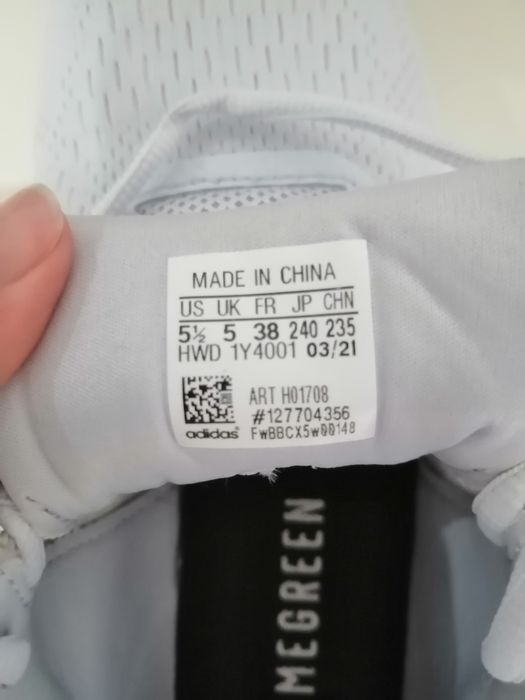 MADE IN CHINA
US UK FR JP CHN
5½ 5 38 240 235
HWD 1Y4001 03/21
ART H01708
#127704356
adidas FwBBCX5w00148
MEGREEN